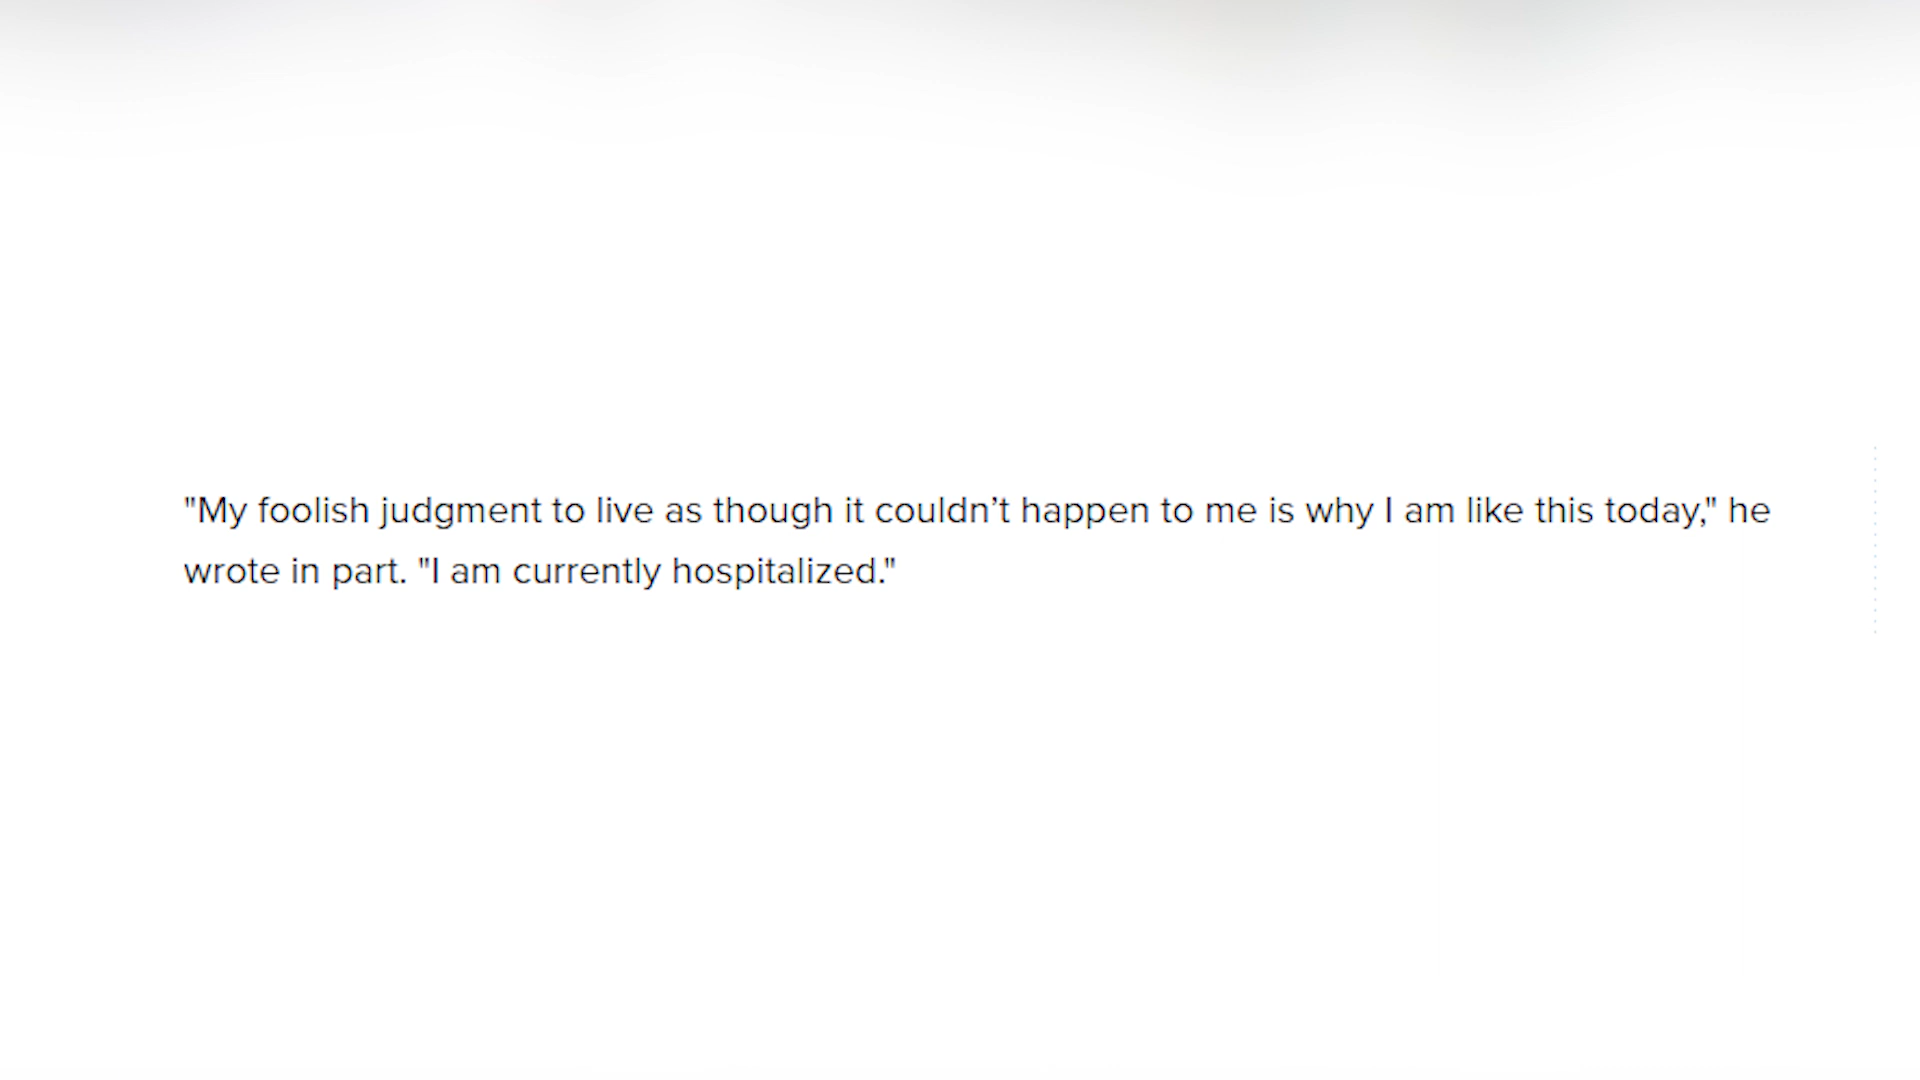 "My foolish judgment to live as though it couldn’t happen to me is why I am like this today," he
wrote in part. "I am currently hospitalized."